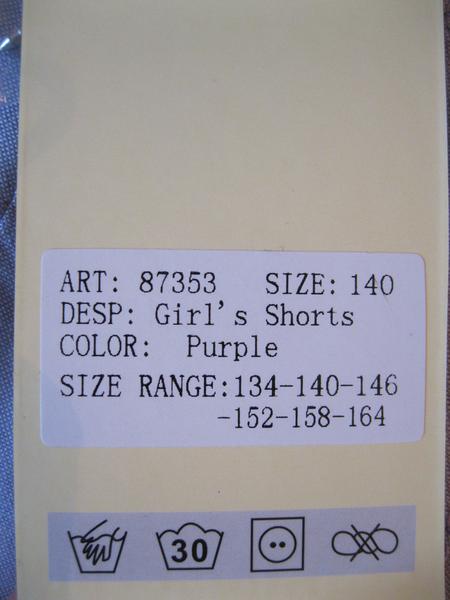 ART: 87353 SIZE: 140
DESP: Girl's Shorts
COLOR: Purple
SIZE RANGE:134-140-146
-152-158-164
30